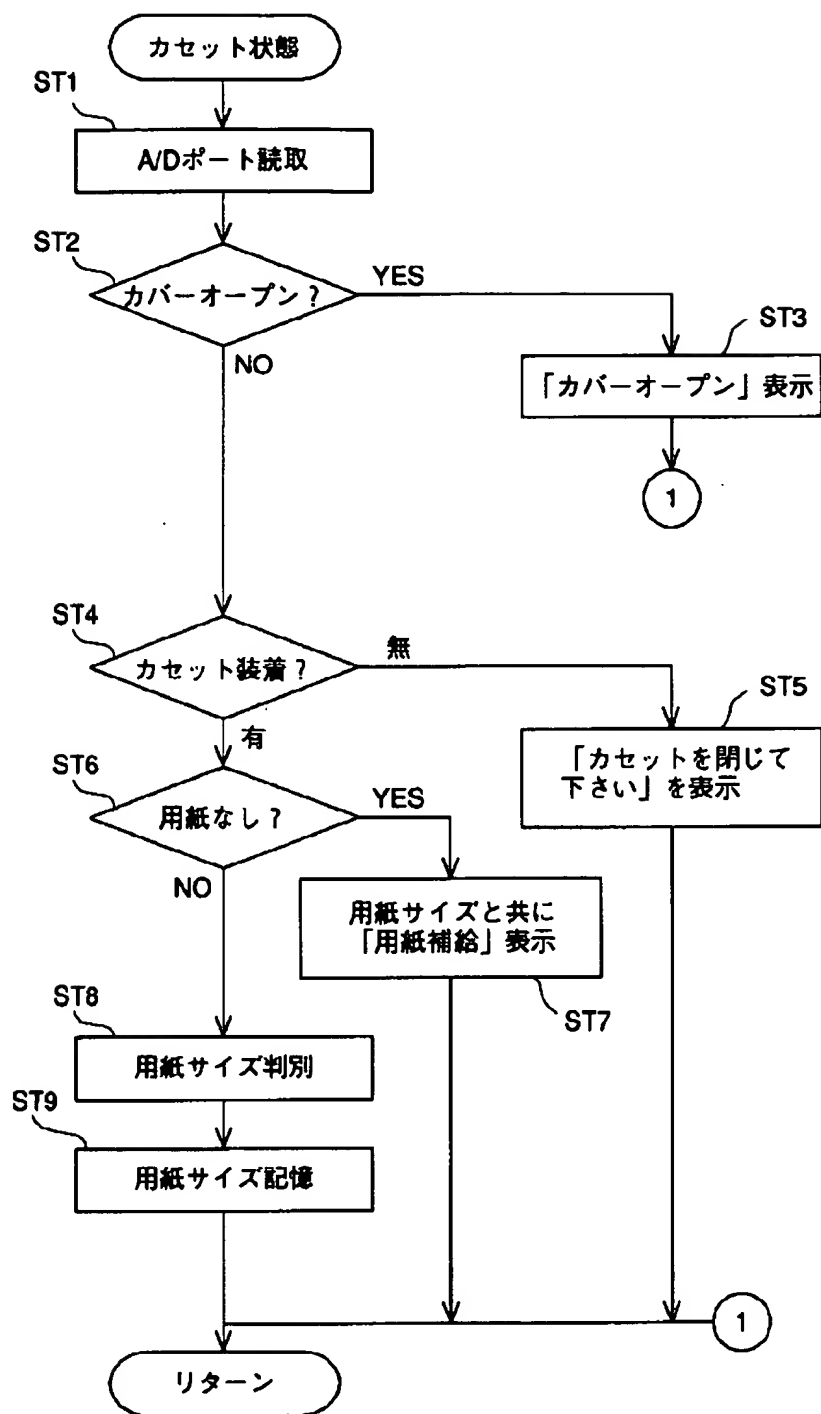 カセット状態
ST1
A/Dポート読取
ST2
カバーオープン?
YES
NO
ST3
「カバーオープン」表示
1
ST4
カセット装着?
無
有
ST5
「カセットを閉じて
下さい」を表示
ST6
用紙なし?
YES
NO
用紙サイズと共に
「用紙補給」表示
ST7
ST8
用紙サイズ判別
ST9
用紙サイズ記憶
1
リターン